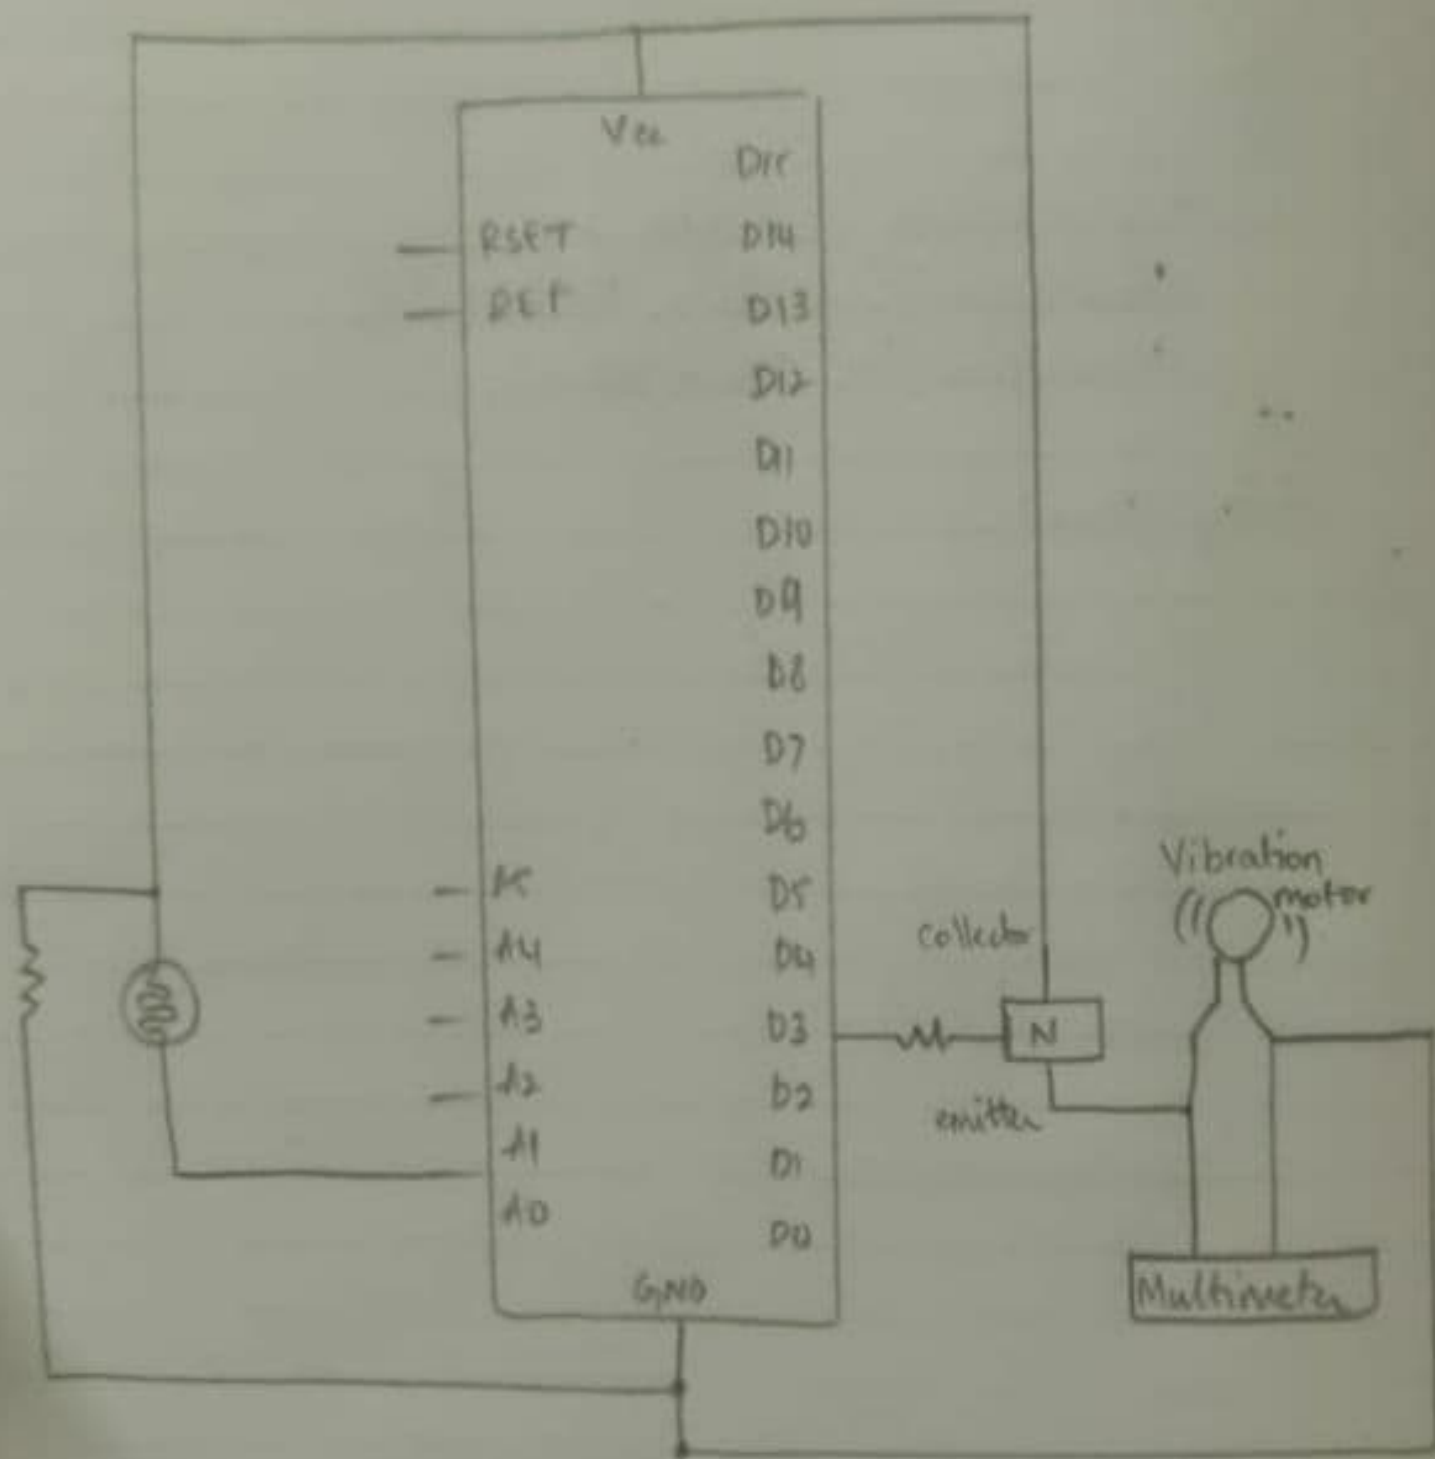 Vcc
D15
RSET
D14
REF
D13
D12
D11
D10
D9
D8
D7
D6
Vibration
motor
A5
D5
collector
A4
D4
A3
D3
N
A2
D2
emitter
A1
D1
A0
D0
GND
Multimeter